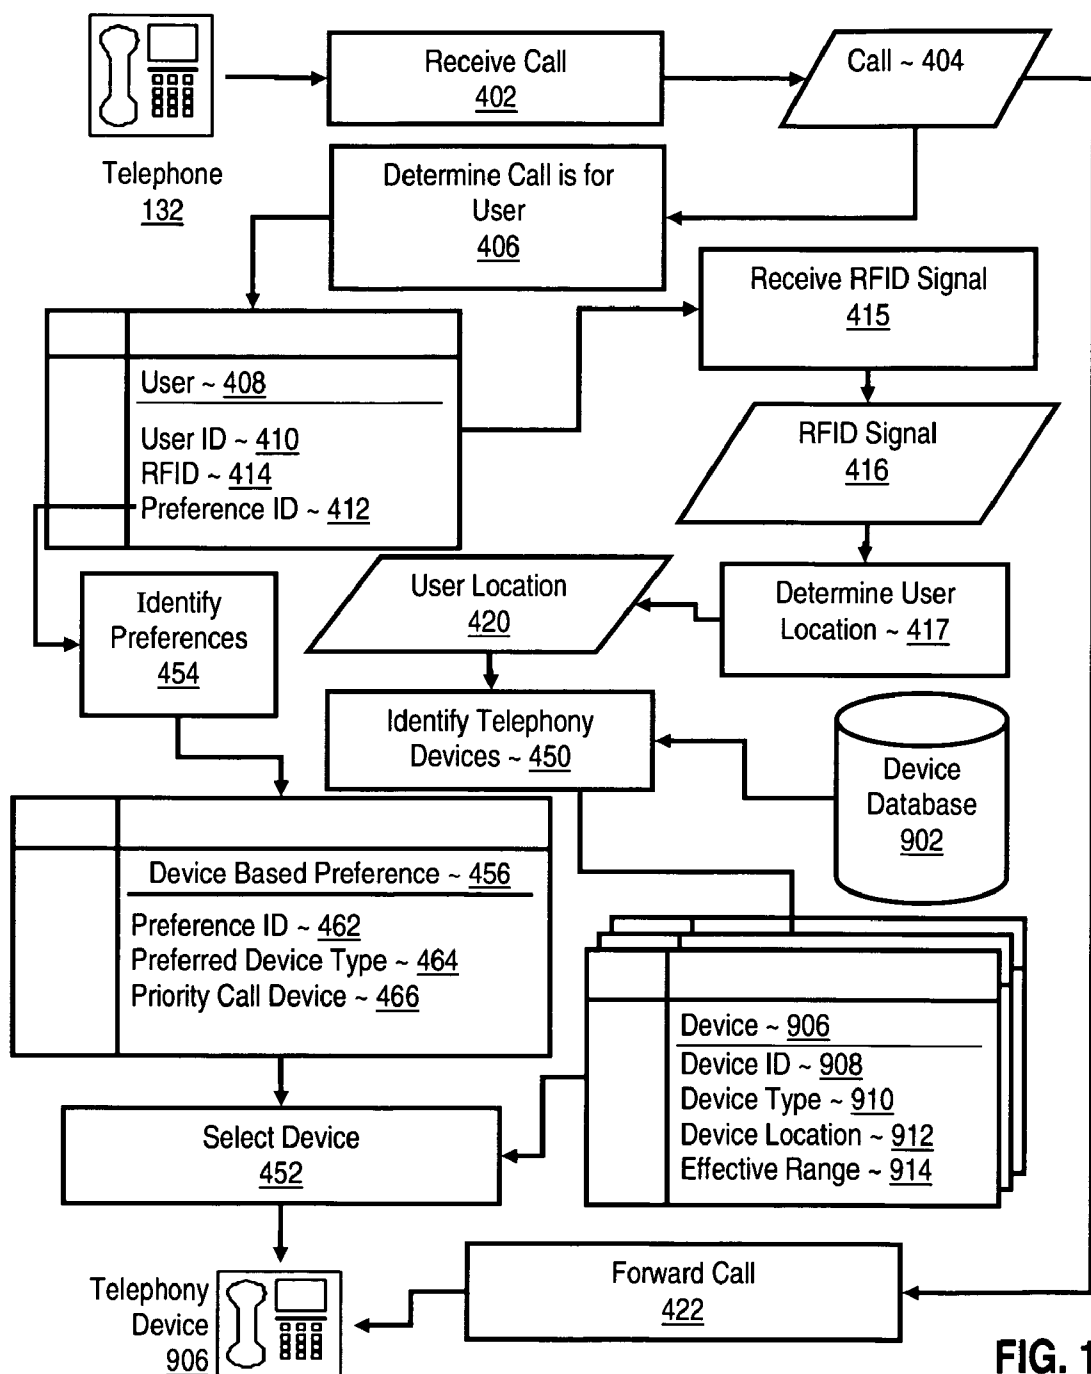 Receive Call
402
Call ~ 404
Telephone
132
Determine Call is for
User
406
Receive RFID Signal
415
User ~ 408
User ID ~ 410
RFID ~ 414
Preference ID ~ 412
RFID Signal
416
User Location
420
Determine User
Location ~ 417
Identify
Preferences
454
Identify Telephony
Devices ~ 450
Device
Database
902
Device Based Preference ~ 456
Preference ID ~ 462
Preferred Device Type ~ 464
Priority Call Device ~ 466
Device ~ 906
Device ID ~ 908
Device Type ~ 910
Device Location ~ 912
Effective Range ~ 914
Select Device
452
Forward Call
422
Telephony
Device
906
FIG. 1